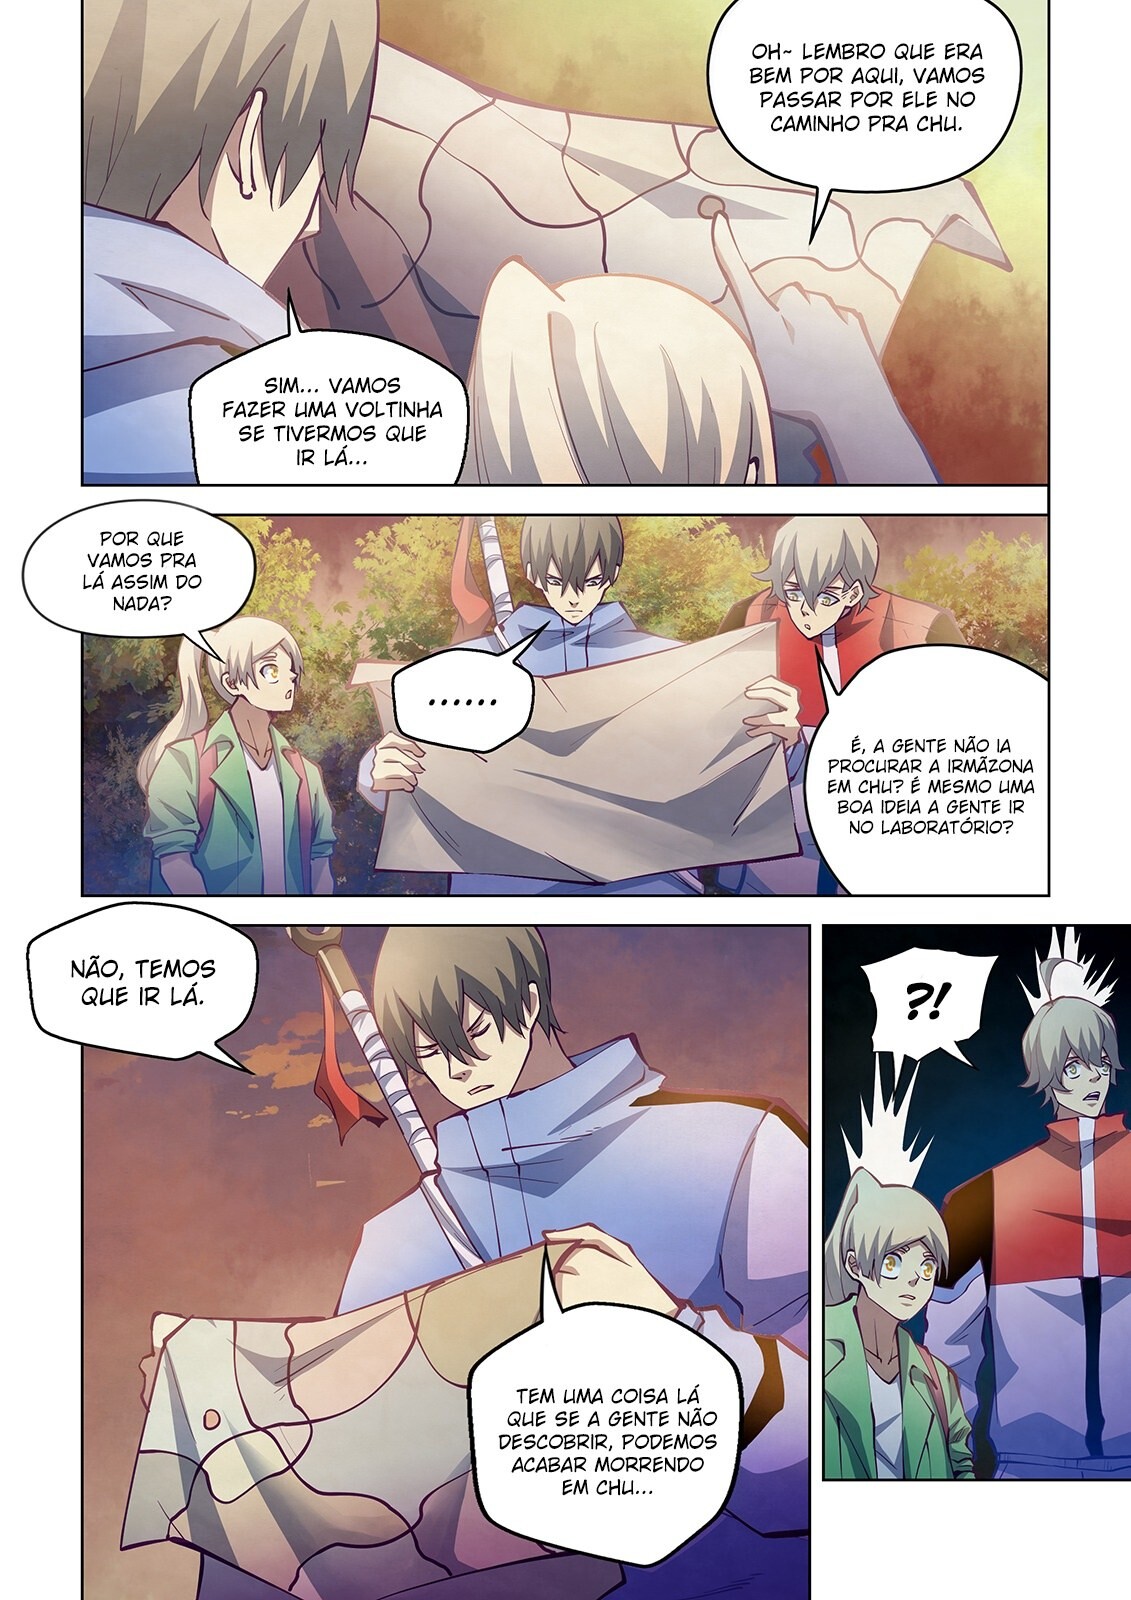 OH~ LEMBRO QUE ERA
BEM POR AQUI, VAMOS
PASSAR POR ELE NO
CAMINHO PRA CHU.
SIM... VAMOS
FAZER UMA VOLTINHA
SE TIVERMOS QUE
IR LÁ...
POR QUE
VAMOS PRA
LÁ ASSIM DO
NADA?
......
É, A GENTE NÃO IA
PROCURAR A IRMÃZONA
EM CHU? É MESMO UMA
BOA IDEIA A GENTE IR
NO LABORATÓRIO?
NÃO, TEMOS
QUE IR LÁ.
?!
TEM UMA COISA LÁ
QUE SE A GENTE NÃO
DESCOBRIR, PODEMOS
ACABAR MORRENDO
EM CHU...